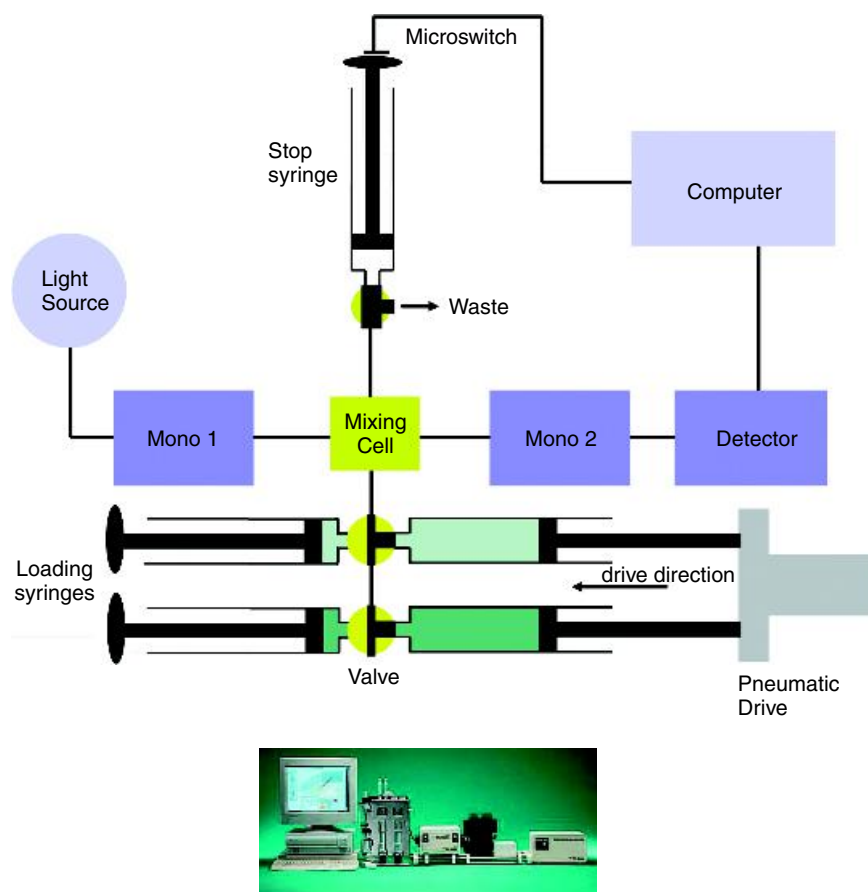 Microswitch
Stop
syringe
Computer
Light
Source
Waste
Mono 1
Mixing
Cell
Mono 2
Detector
Loading
syringes
drive direction
Valve
Pneumatic
Drive